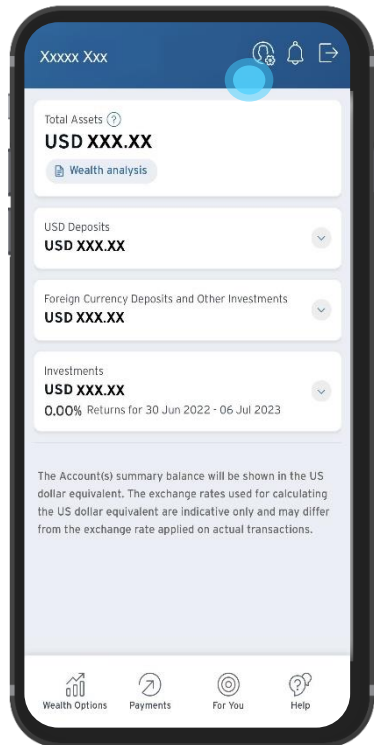 Xxxxx Xxx
Total Assets ?
USD XXX.XX
Wealth analysis
USD Deposits
USD XXX.XX
Foreign Currency Deposits and Other Investments
USD XXX.XX
Investments
USD XXX.XX
0.00% Returns for 30 Jun 2022 - 06 Jul 2023
The Account(s) summary balance will be shown in the US
dollar equivalent. The exchange rates used for calculating
the US dollar equivalent are indicative only and may differ
from the exchange rate applied on actual transactions.
Wealth Options Payments For You Help